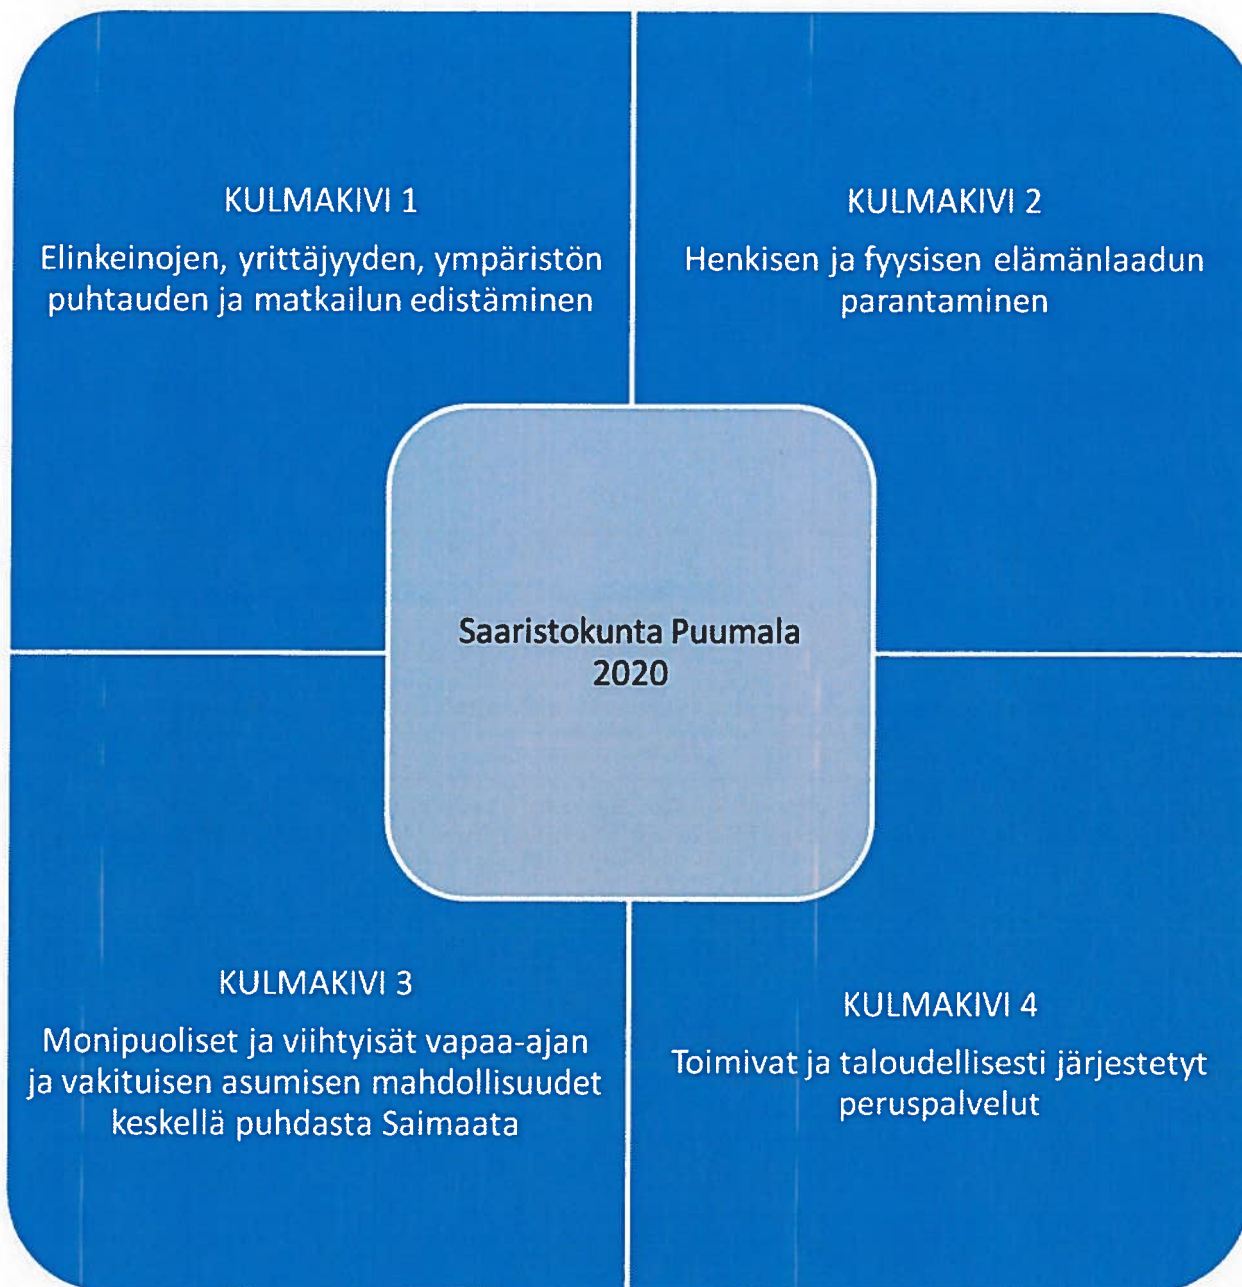 KULMAKIVI 1
Elinkeinojen, yrittäjyyden, ympäristön
puhtauden ja matkailun edistäminen
KULMAKIVI 2
Henkisen ja fyysisen elämänlaadun
parantaminen
Saaristokunta Puumala
2020
KULMAKIVI 3
Monipuoliset ja viihtyisät vapaa-ajan
ja vakituisen asumisen mahdollisuudet
keskellä puhdasta Saimaata
KULMAKIVI 4
Toimivat ja taloudellisesti järjestetyt
peruspalvelut